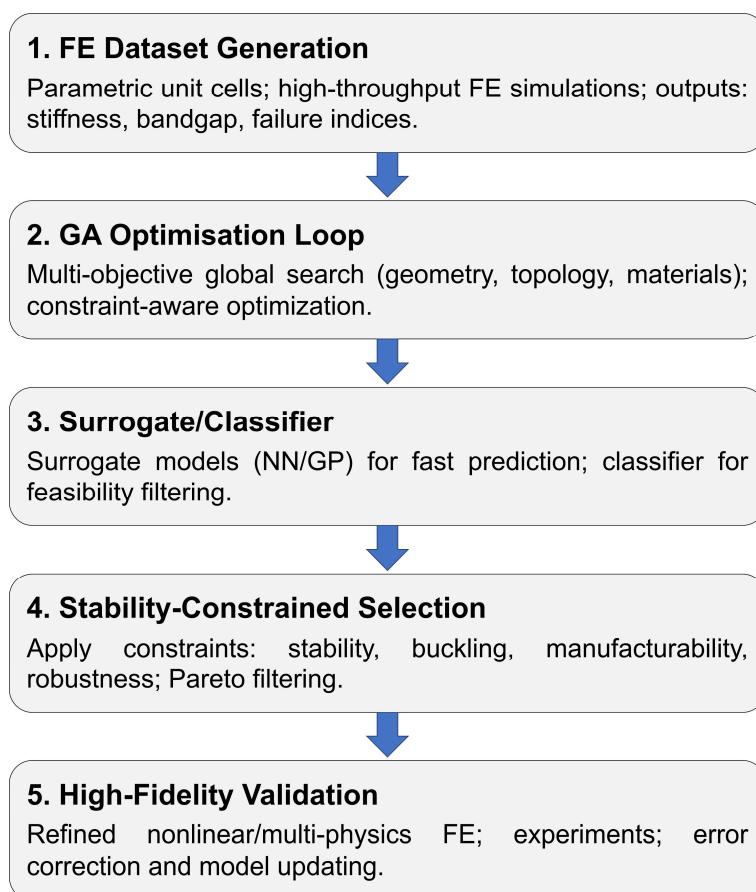 1. FE Dataset Generation
Parametric unit cells; high-throughput FE simulations; outputs:
stiffness, bandgap, failure indices.
2. GA Optimisation Loop
Multi-objective global search (geometry, topology, materials);
constraint-aware optimization.
3. Surrogate/Classifier
Surrogate models (NN/GP) for fast prediction; classifier for
feasibility filtering.
4. Stability-Constrained Selection
Apply constraints: stability, buckling, manufacturability,
robustness; Pareto filtering.
5. High-Fidelity Validation
Refined nonlinear/multi-physics FE; experiments; error
correction and model updating.